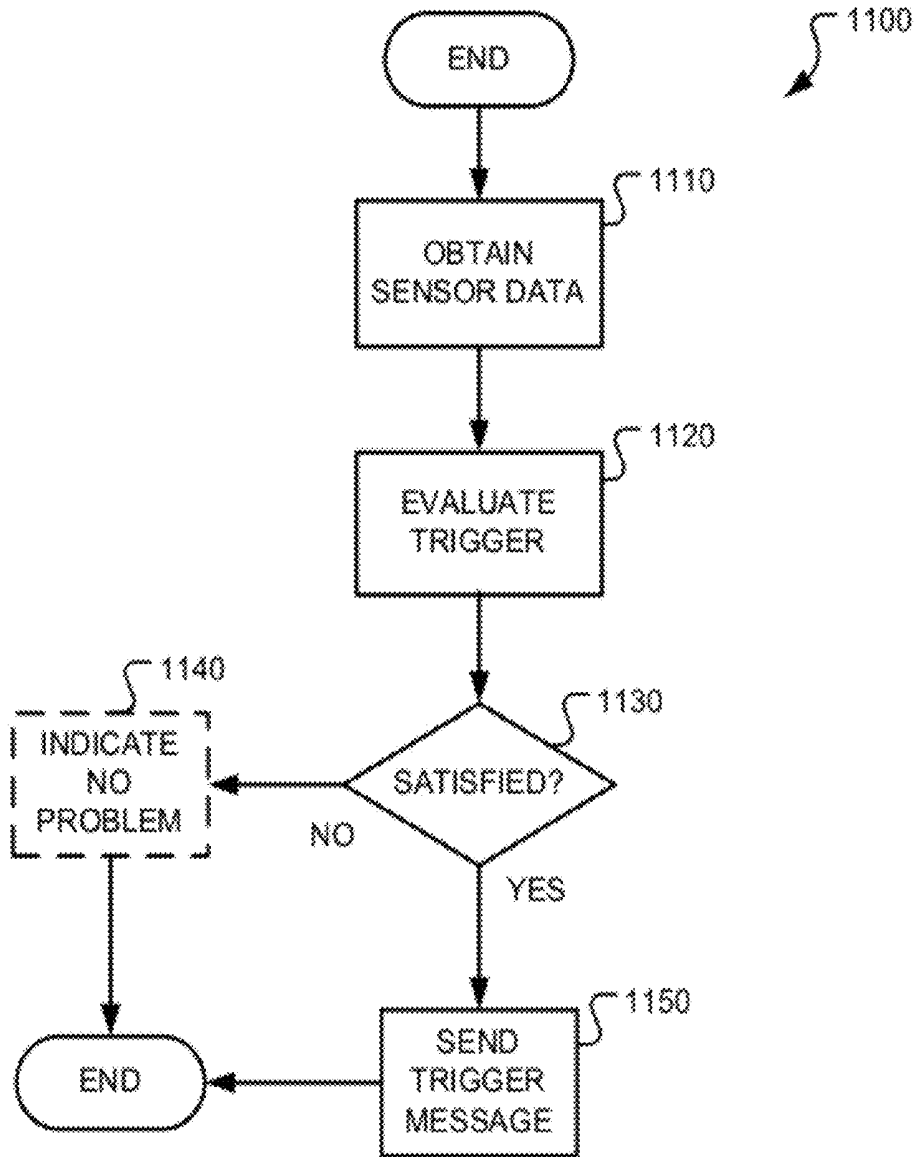 1100
END
1110
OBTAIN
SENSOR DATA
1120
EVALUATE
TRIGGER
1130
SATISFIED?
1140
INDICATE
NO
PROBLEM
NO
YES
1150
SEND
TRIGGER
MESSAGE
END